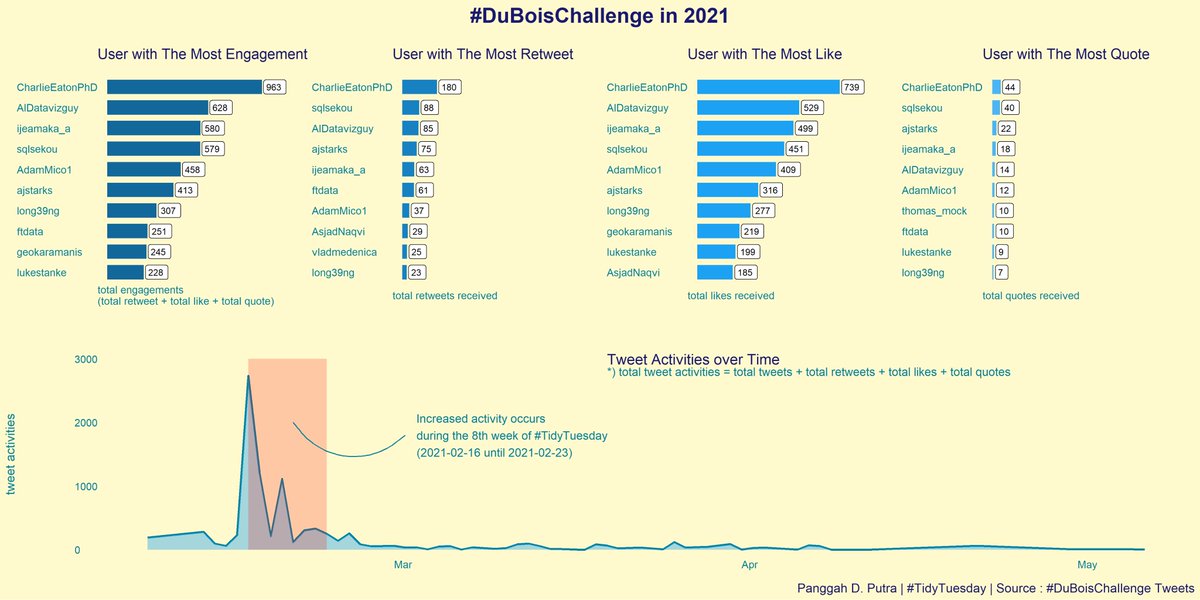 #DuBoisChallenge in 2021
User with The Most Engagement
CharlieEatonPhD 963
AlDatavizguy 628
ijeamaka_a 580
sqlsekou 579
AdamMico1 458
ajstarks 413
long39ng 307
ftdata 251
geokaramanis 245
lukestanke 228
total engagements
(total retweet + total like + total quote)
User with The Most Retweet
CharlieEatonPhD 180
sqlsekou 88
AlDatavizguy 85
ajstarks 75
ijeamaka_a 63
ftdata 61
AdamMico1 37
AsjadNaqvi 29
vladmedenica 25
long39ng 23
total retweets received
User with The Most Like
CharlieEatonPhD 739
AlDatavizguy 529
ijeamaka_a 499
sqlsekou 451
AdamMico1 409
ajstarks 316
long39ng 277
geokaramanis 219
lukestanke 199
AsjadNaqvi 185
total likes received
User with The Most Quote
CharlieEatonPhD 44
sqlsekou 40
ajstarks 22
ijeamaka_a 18
AlDatavizguy 14
AdamMico1 12
thomas_mock 10
ftdata 10
lukestanke 9
long39ng 7
total quotes received
Tweet Activities over Time
*) total tweet activities = total tweets + total retweets + total likes + total quotes
tweet activities
3000
2000
1000
0
Increased activity occurs
during the 8th week of #TidyTuesday
(2021-02-16 until 2021-02-23)
Mar Apr May
Panggah D. Putra | #TidyTuesday | Source : #DuBoisChallenge Tweets